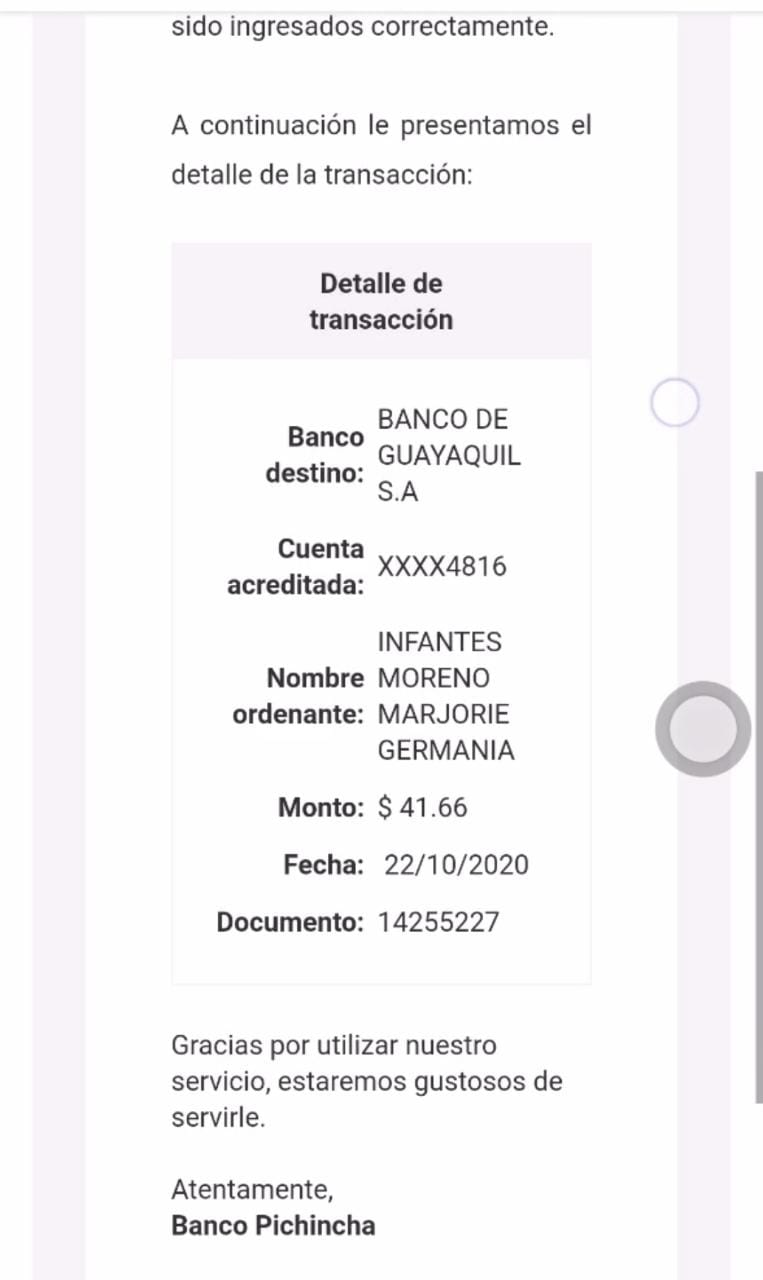 sido ingresados correctamente.
A continuación le presentamos el
detalle de la transacción:
Detalle de
transacción
Banco
destino:
BANCO DE
GUAYAQUIL
S.A
Cuenta
acreditada:
XXXX4816
Nombre
ordenante:
INFANTES
MORENO
MARJORIE
GERMANIA
Monto: $ 41.66
Fecha: 22/10/2020
Documento: 14255227
Gracias por utilizar nuestro
servicio, estaremos gustosos de
servirle.
Atentamente,
Banco Pichincha